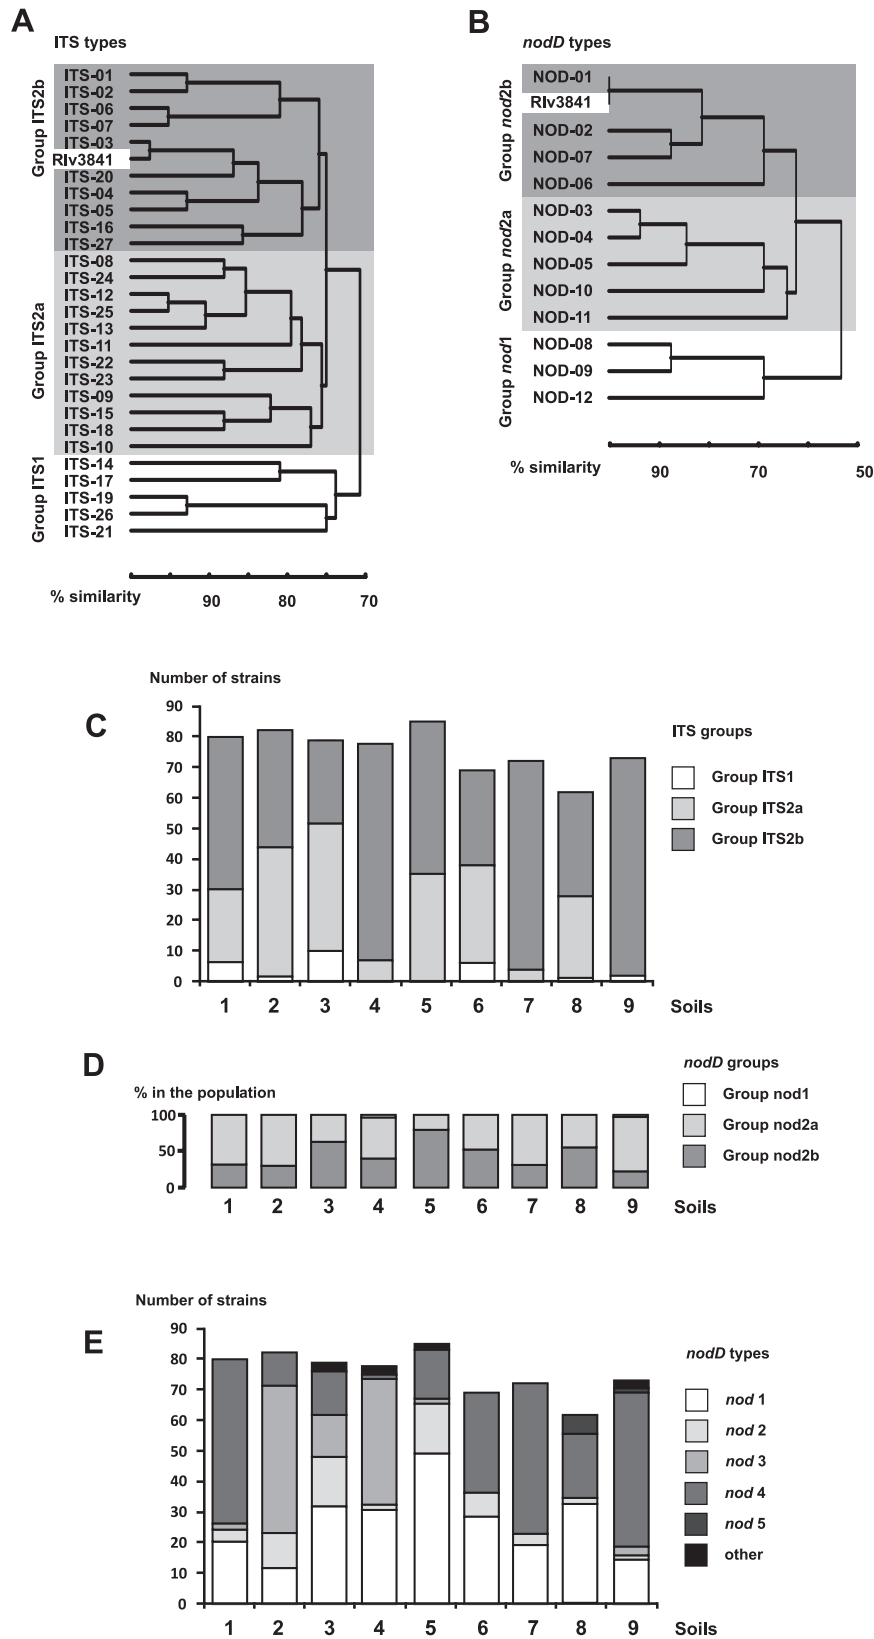 A
ITS types
Group ITS2b
ITS-01
ITS-02
ITS-06
ITS-07
ITS-03
Rlv3841
ITS-20
ITS-04
ITS-05
ITS-16
ITS-27
Group ITS2a
ITS-08
ITS-24
ITS-12
ITS-25
ITS-13
ITS-11
ITS-22
ITS-23
ITS-09
ITS-15
ITS-18
ITS-10
Group ITS1
ITS-14
ITS-17
ITS-19
ITS-26
ITS-21
% similarity 90 80 70
B
nodD types
Group nod2b
NOD-01
Rlv3841
NOD-02
NOD-07
NOD-06
Group nod2a
NOD-03
NOD-04
NOD-05
NOD-10
NOD-11
Group nod1
NOD-08
NOD-09
NOD-12
% similarity 90 70 50
C
Number of strains
90
80
70
60
50
40
30
20
10
0
1 2 3 4 5 6 7 8 9 Soils
ITS groups
Group ITS1
Group ITS2a
Group ITS2b
D
% in the population
100
50
0
1 2 3 4 5 6 7 8 9 Soils
nodD groups
Group nod1
Group nod2a
Group nod2b
E
Number of strains
90
80
70
60
50
40
30
20
10
0
1 2 3 4 5 6 7 8 9 Soils
nodD types
nod 1
nod 2
nod 3
nod 4
nod 5
other